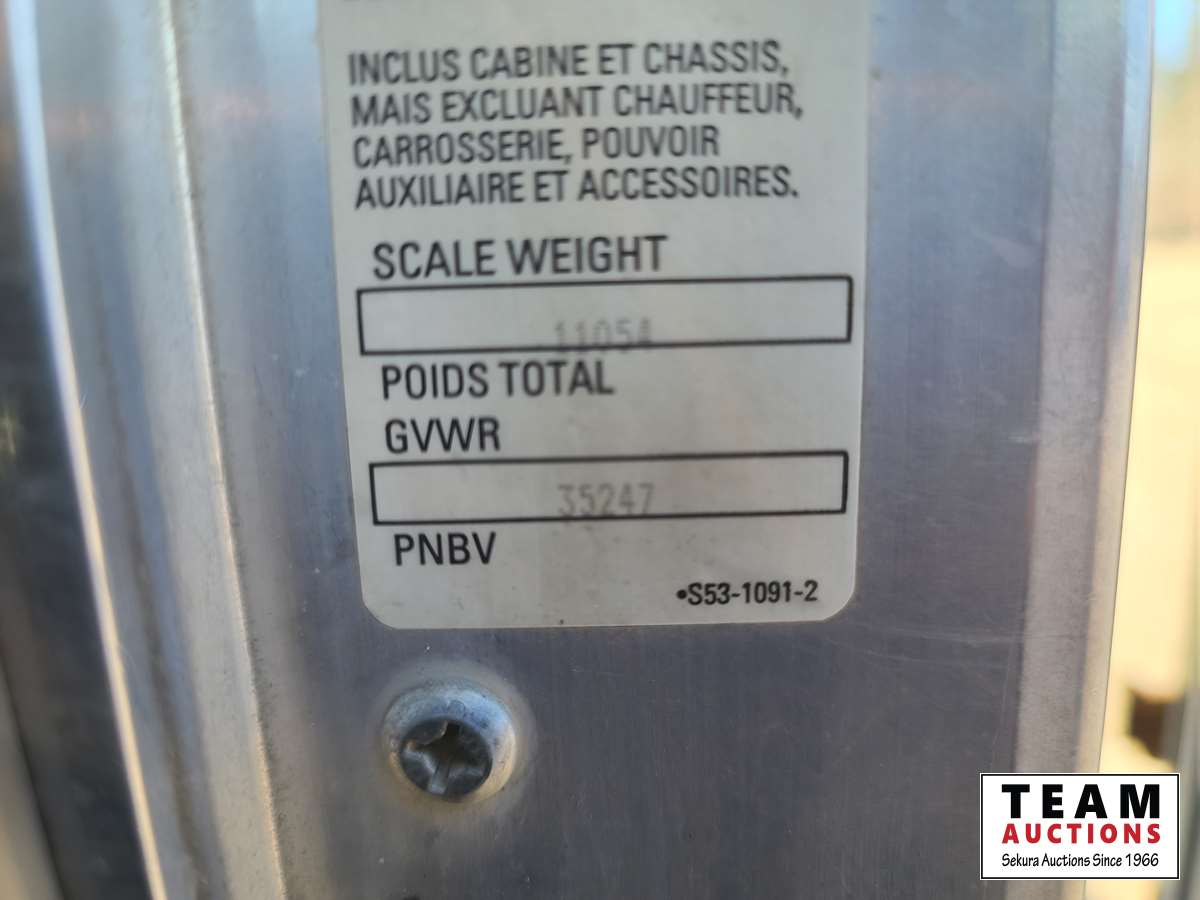 INCLUS CABINE ET CHASSIS,
MAIS EXCLUANT CHAUFFEUR,
CARROSSERIE, POUVOIR
AUXILIAIRE ET ACCESSOIRES.
SCALE WEIGHT
11054
POIDS TOTAL
GVWR
35247
PNBV
•S53-1091-2
TEAM
AUCTIONS
Sekura Auctions Since 1966